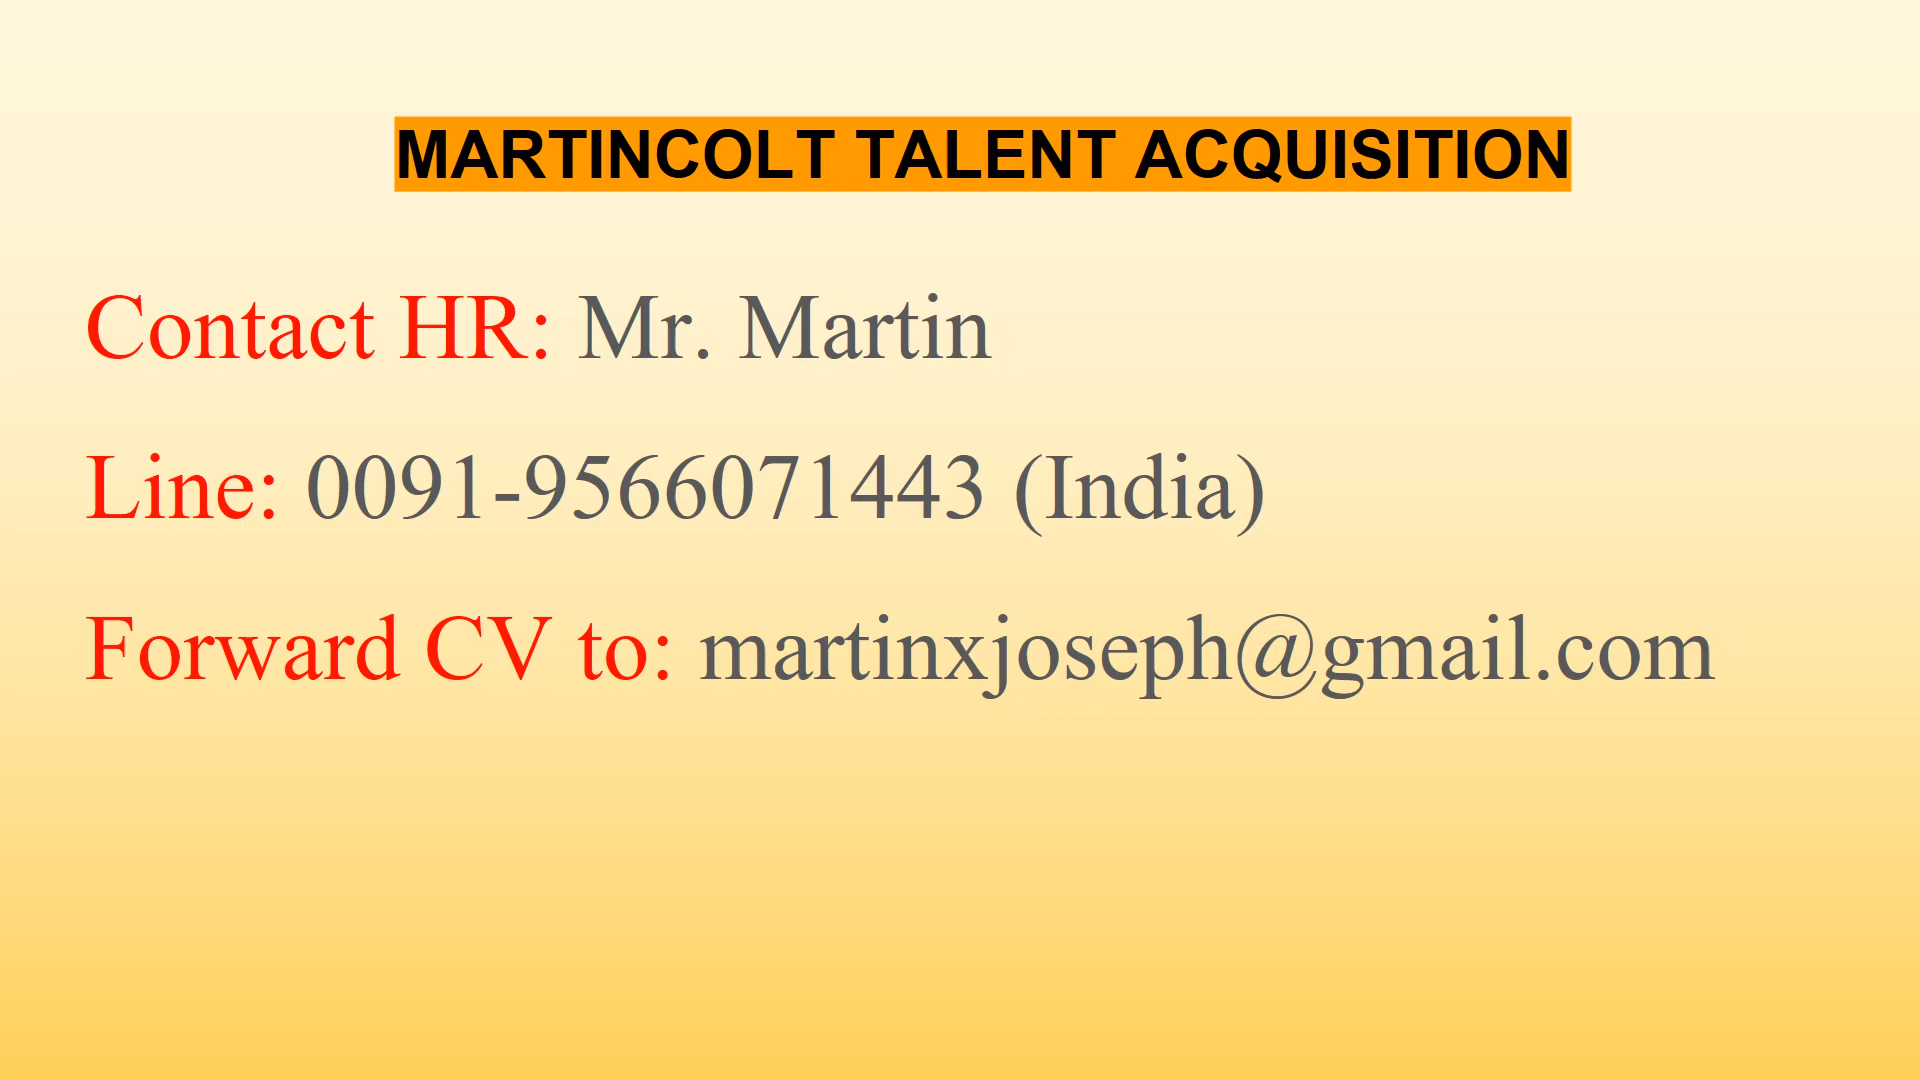 MARTINCOLT TALENT ACQUISITION
Contact HR: Mr. Martin
Line: 0091-9566071443 (India)
Forward CV to: martinxjoseph@gmail.com